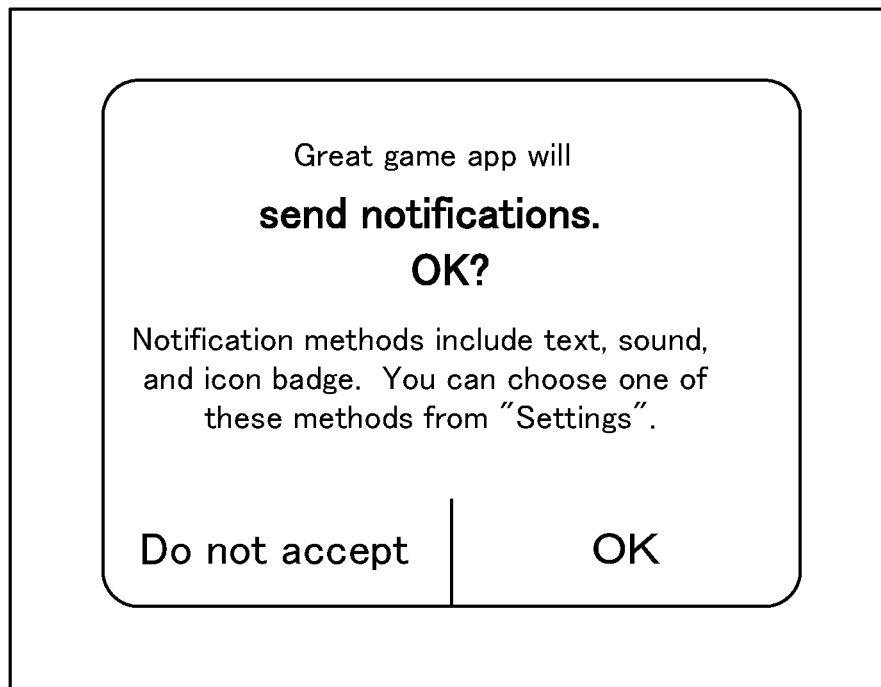 Great game app will
send notifications.
OK?
Notification methods include text, sound,
and icon badge. You can choose one of
these methods from "Settings".
Do not accept
OK